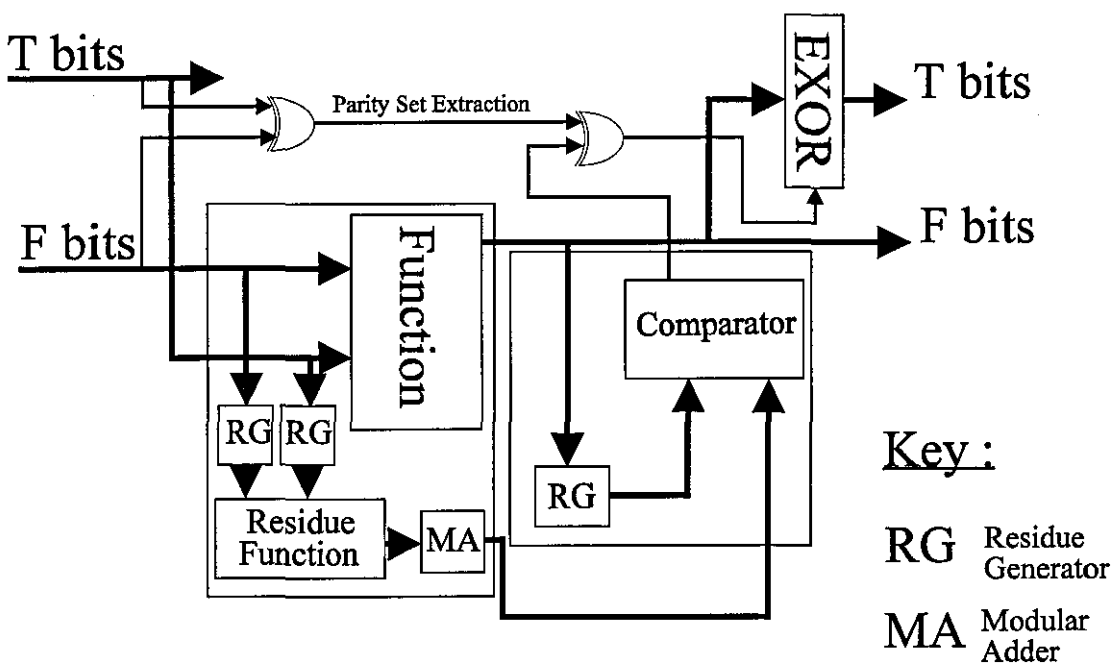 T bits
Parity Set Extraction
EXOR
T bits
F bits
Function
F bits
Comparator
RG
RG
RG
Residue
Function
MA
Key :
RG Residue
Generator
MA Modular
Adder